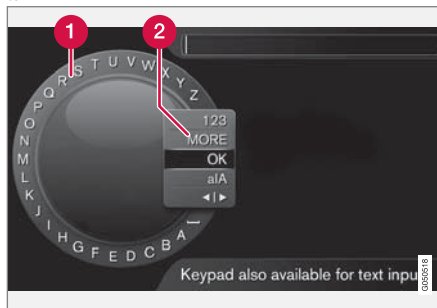 1
2
A B C D E F G H I J K L M N O P Q R S T U V W X Y Z
123
MORE
OK
a|A
◄|►
Keypad also available for text inpu
G050518